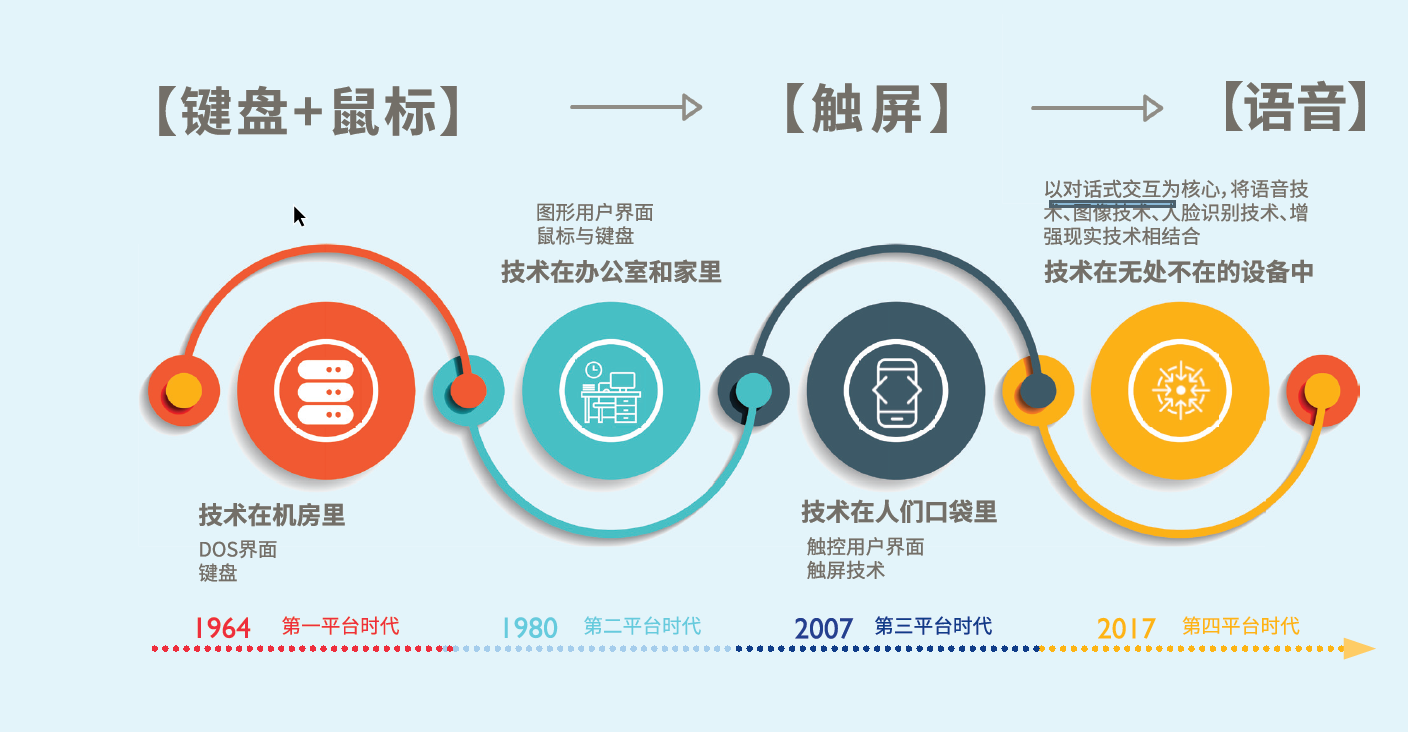 【键盘+鼠标】
【触屏】
【语音】
图形用户界面
鼠标与键盘
技术在办公室和家里
以对话式交互为核心,将语音技
术、图像技术、人脸识别技术、增
强现实技术相结合
技术在无处不在的设备中
技术在机房里
DOS界面
键盘
技术在人们口袋里
触控用户界面
触屏技术
1964 第一平台时代
1980 第二平台时代
2007 第三平台时代
2017 第四平台时代